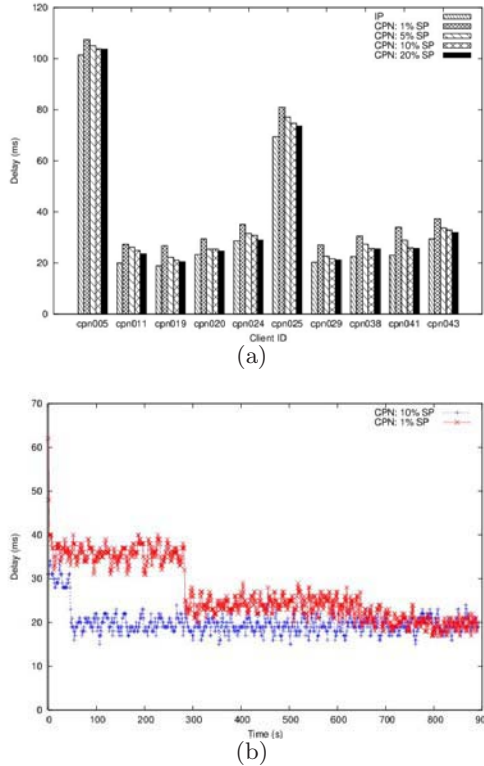 120
100
80
60
40
20
0
Delay (ms)
IP
CPN: 1% SP
CPN: 5% SP
CPN: 10% SP
CPN: 20% SP
cpn005 cpn011 cpn019 cpn020 cpn024 cpn025 cpn029 cpn038 cpn041 cpn043
Client ID
(a)
70
60
50
40
30
20
10
0
Delay (ms)
CPN: 10% SP
CPN: 1% SP
0 100 200 300 400 500 600 700 800 90
Time (s)
(b)